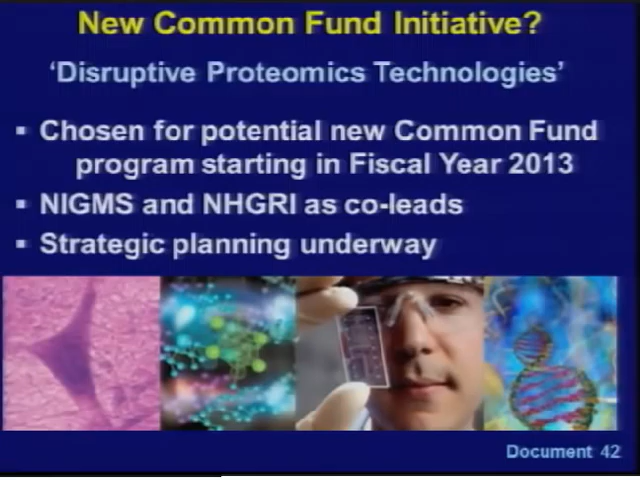 New Common Fund Initiative?
‘Disruptive Proteomics Technologies’
▪ Chosen for potential new Common Fund
program starting in Fiscal Year 2013
▪ NIGMS and NHGRI as co-leads
▪ Strategic planning underway
Document 42